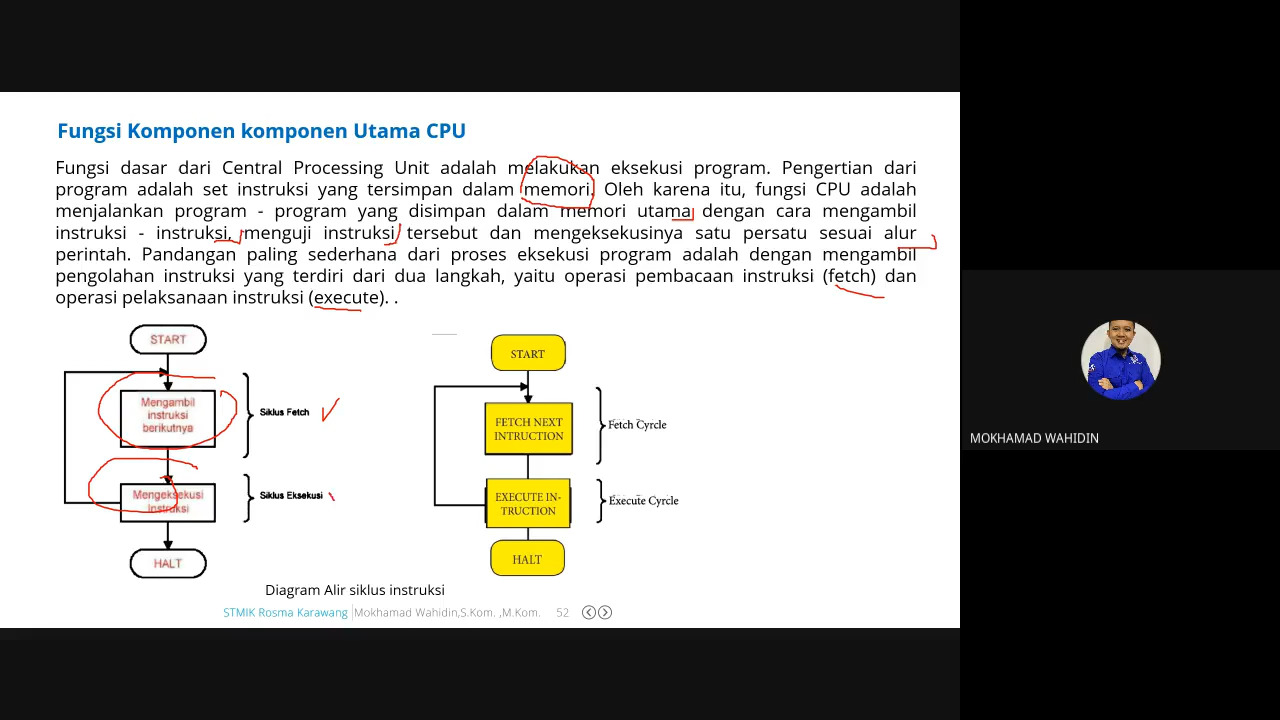 Fungsi Komponen komponen Utama CPU
Fungsi dasar dari Central Processing Unit adalah melakukan eksekusi program. Pengertian dari
program adalah set instruksi yang tersimpan dalam memori. Oleh karena itu, fungsi CPU adalah
menjalankan program - program yang disimpan dalam memori utama dengan cara mengambil
instruksi - instruksi, menguji instruksi tersebut dan mengeksekusinya satu persatu sesuai alur
perintah. Pandangan paling sederhana dari proses eksekusi program adalah dengan mengambil
pengolahan instruksi yang terdiri dari dua langkah, yaitu operasi pembacaan instruksi (fetch) dan
operasi pelaksanaan instruksi (execute). .
START
Mengambil
instruksi
berikutnya
Siklus Fetch
Mengeksekusi
Instruksi
Siklus Eksekusi
HALT
START
FETCH NEXT
INTRUCTION
Fetch Cyrcle
EXECUTE IN-
TRUCTION
Execute Cyrcle
HALT
Diagram Alir siklus instruksi
STMIK Rosma Karawang Mokhamad Wahidin,S.Kom. ,M.Kom. 52
MOKHAMAD WAHIDIN